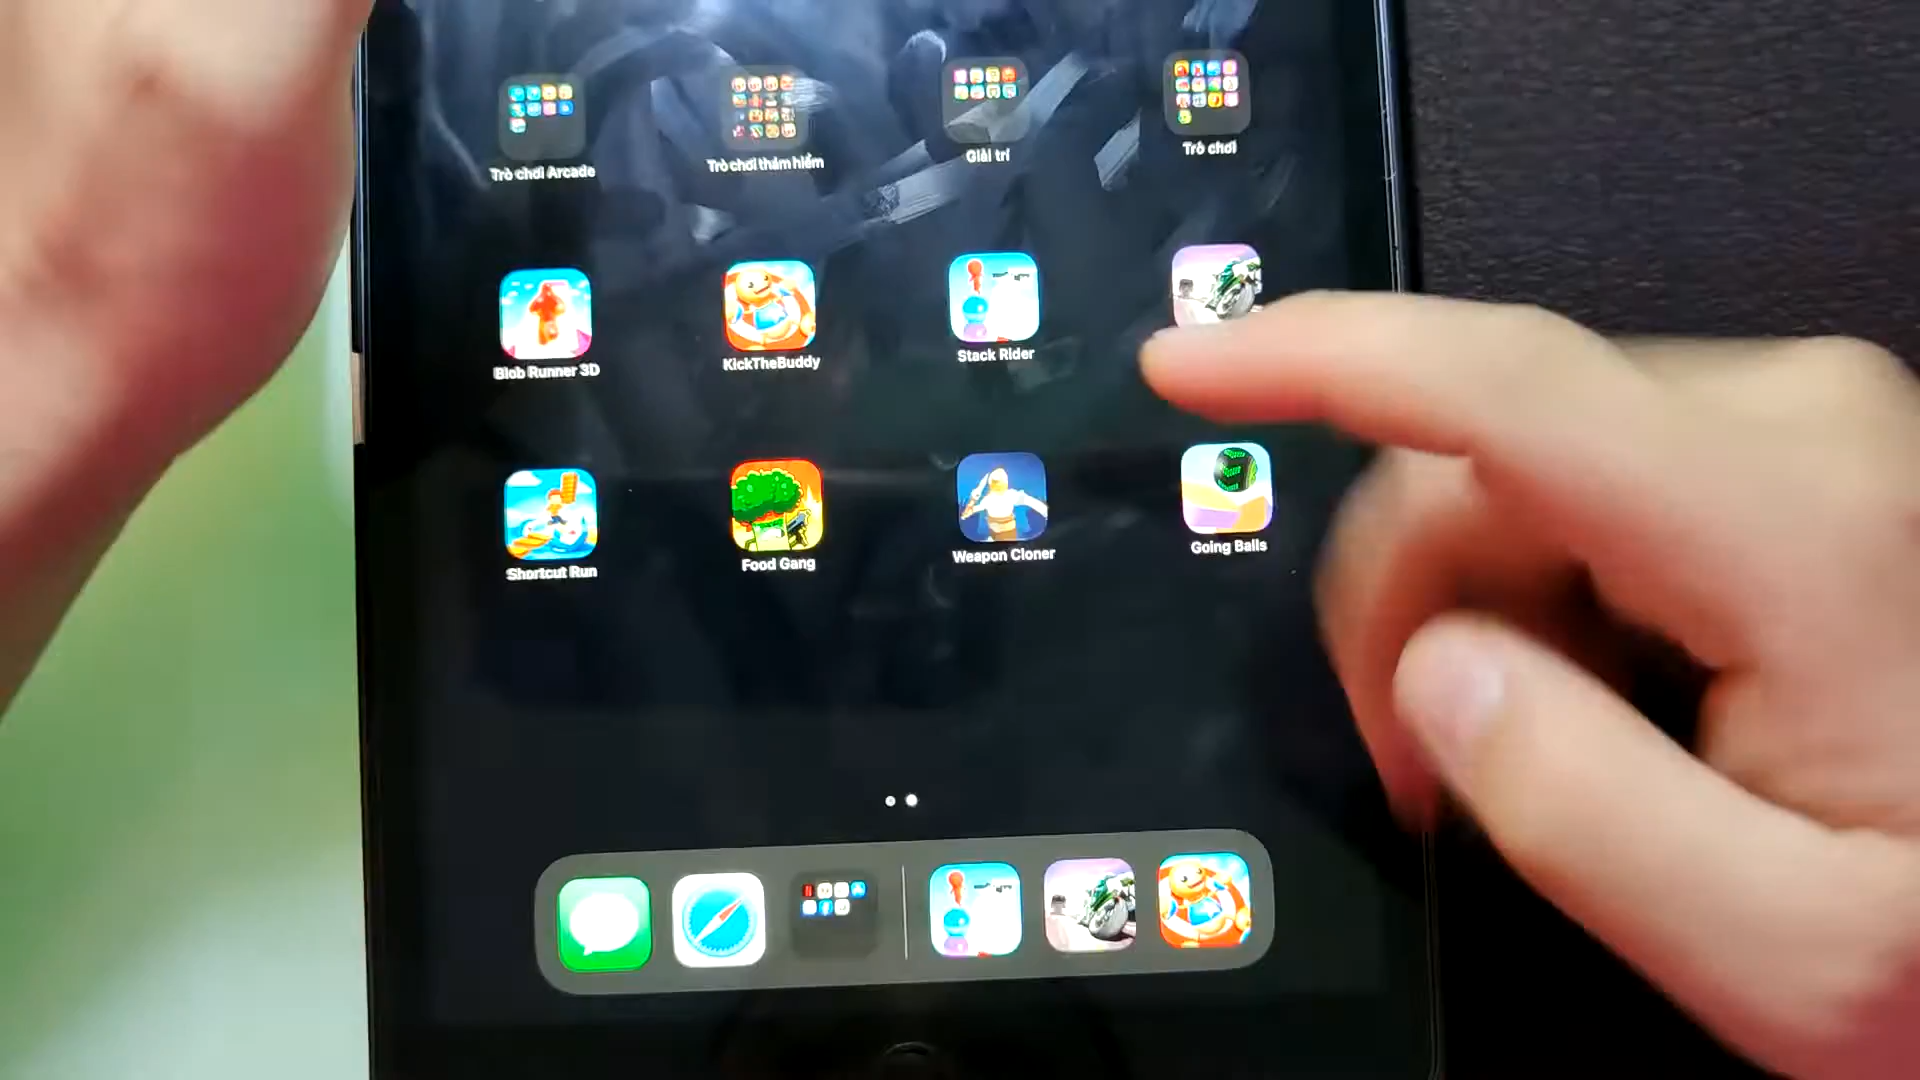 Trò chơi Arcade
Trò chơi thám hiểm
Giải trí
Trò chơi
Blob Runner 3D
KickTheBuddy
Stack Rider
Shortcut Run
Food Gang
Weapon Cloner
Going Balls